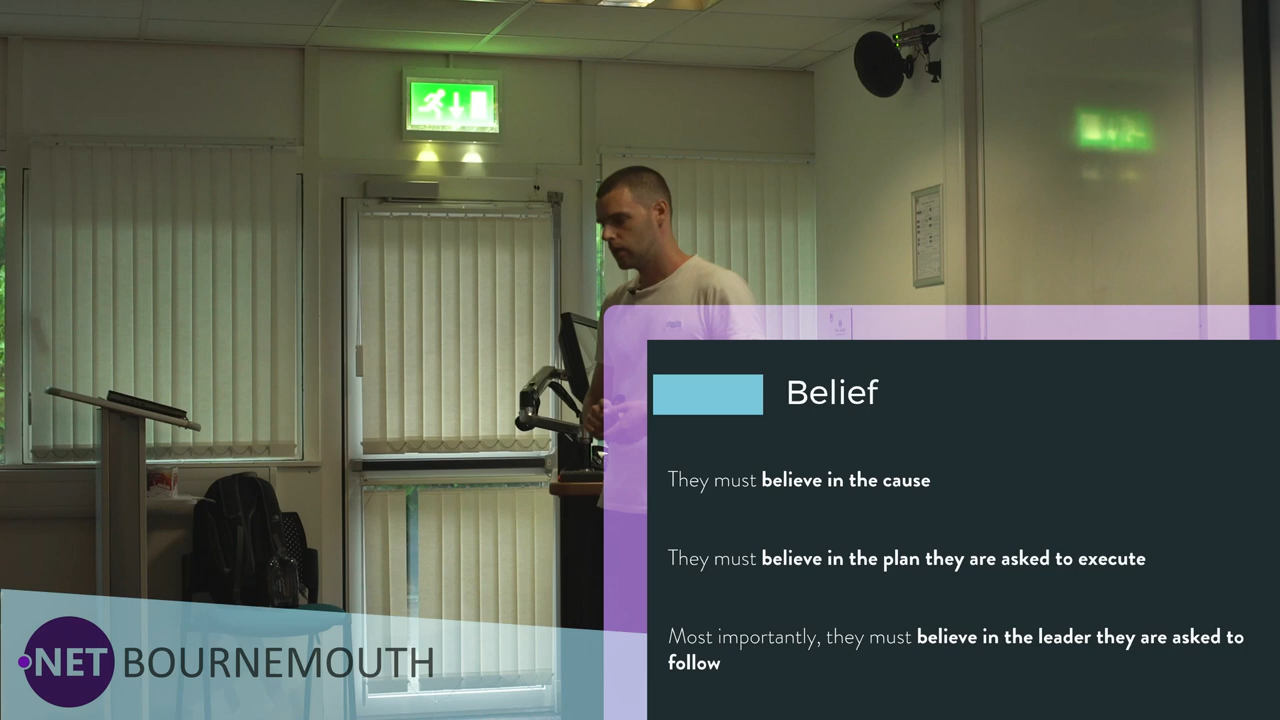 Belief
They must believe in the cause
They must believe in the plan they are asked to execute
Most importantly, they must believe in the leader they are asked to
follow
.NET BOURNEMOUTH